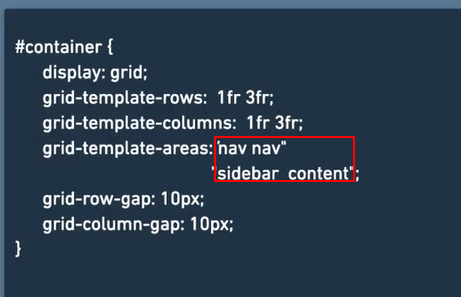 #container {
display: grid;
grid-template-rows: 1fr 3fr;
grid-template-columns: 1fr 3fr;
grid-template-areas: "nav nav"
"sidebar content";
grid-row-gap: 10px;
grid-column-gap: 10px;
}